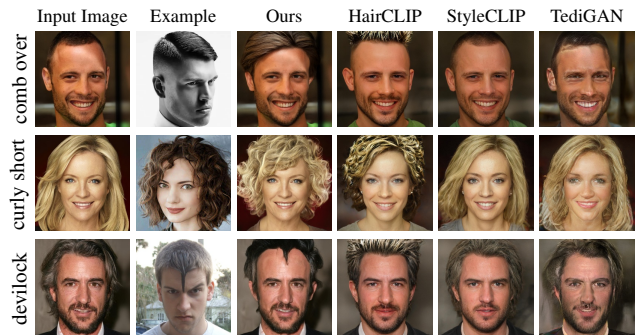 Input Image Example Ours HairCLIP StyleCLIP TediGAN
comb over
curly short
devilock